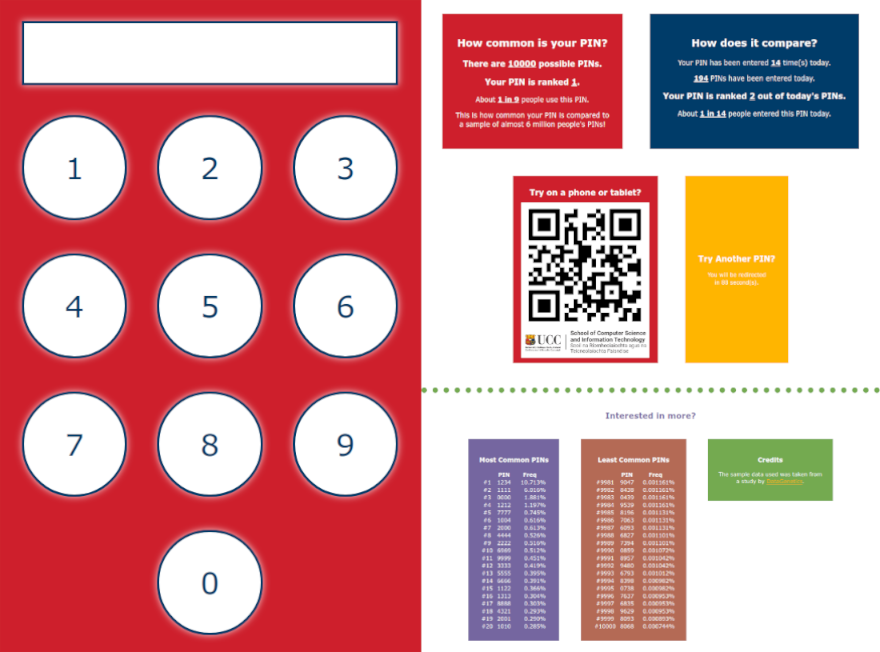 1
2
3
4
5
6
7
8
9
0
How common is your PIN?
There are 10000 possible PINs.
Your PIN is ranked 1.
About 1 in 9 people use this PIN.
This is how common your PIN is compared to
a sample of almost 6 million people's PINs!
How does it compare?
Your PIN has been entered 14 time(s) today.
194 PINs have been entered today.
Your PIN is ranked 2 out of today's PINs.
About 1 in 14 people entered this PIN today.
Try on a phone or tablet?
UCC
School of Computer Science
and Information Technology
Try Another PIN?
You will be redirected
in second(s).
Interested in more?
Most Common PINs
PIN Freq
#1 1234 10.713%
#2 1111 6.016%
#3 0000 1.881%
#4 1212 1.197%
#5 7777 0.745%
#6 1004 0.616%
#7 2000 0.613%
#8 4444 0.526%
#9 2222 0.516%
#10 6969 0.512%
#11 9999 0.451%
#12 3333 0.419%
#13 5555 0.395%
#14 6666 0.391%
#15 1122 0.366%
#16 1313 0.304%
#17 8888 0.303%
#18 4321 0.293%
#19 2001 0.290%
#20 1010 0.285%
Least Common PINs
PIN Freq
#9981 9047 0.001161%
#9982 8438 0.001161%
#9983 0439 0.001161%
#9984 9539 0.001161%
#9985 8196 0.001131%
#9986 7063 0.001131%
#9987 6093 0.001131%
#9988 6827 0.001101%
#9989 7394 0.001101%
#9990 0859 0.001072%
#9991 8957 0.001042%
#9992 9480 0.001042%
#9993 6793 0.001012%
#9994 8398 0.000982%
#9995 0738 0.000982%
#9996 7637 0.000953%
#9997 6835 0.000953%
#9998 9629 0.000953%
#9999 8093 0.000893%
#10000 8068 0.000744%
Credits
The sample data used was taken from
a study by DataGenetics.